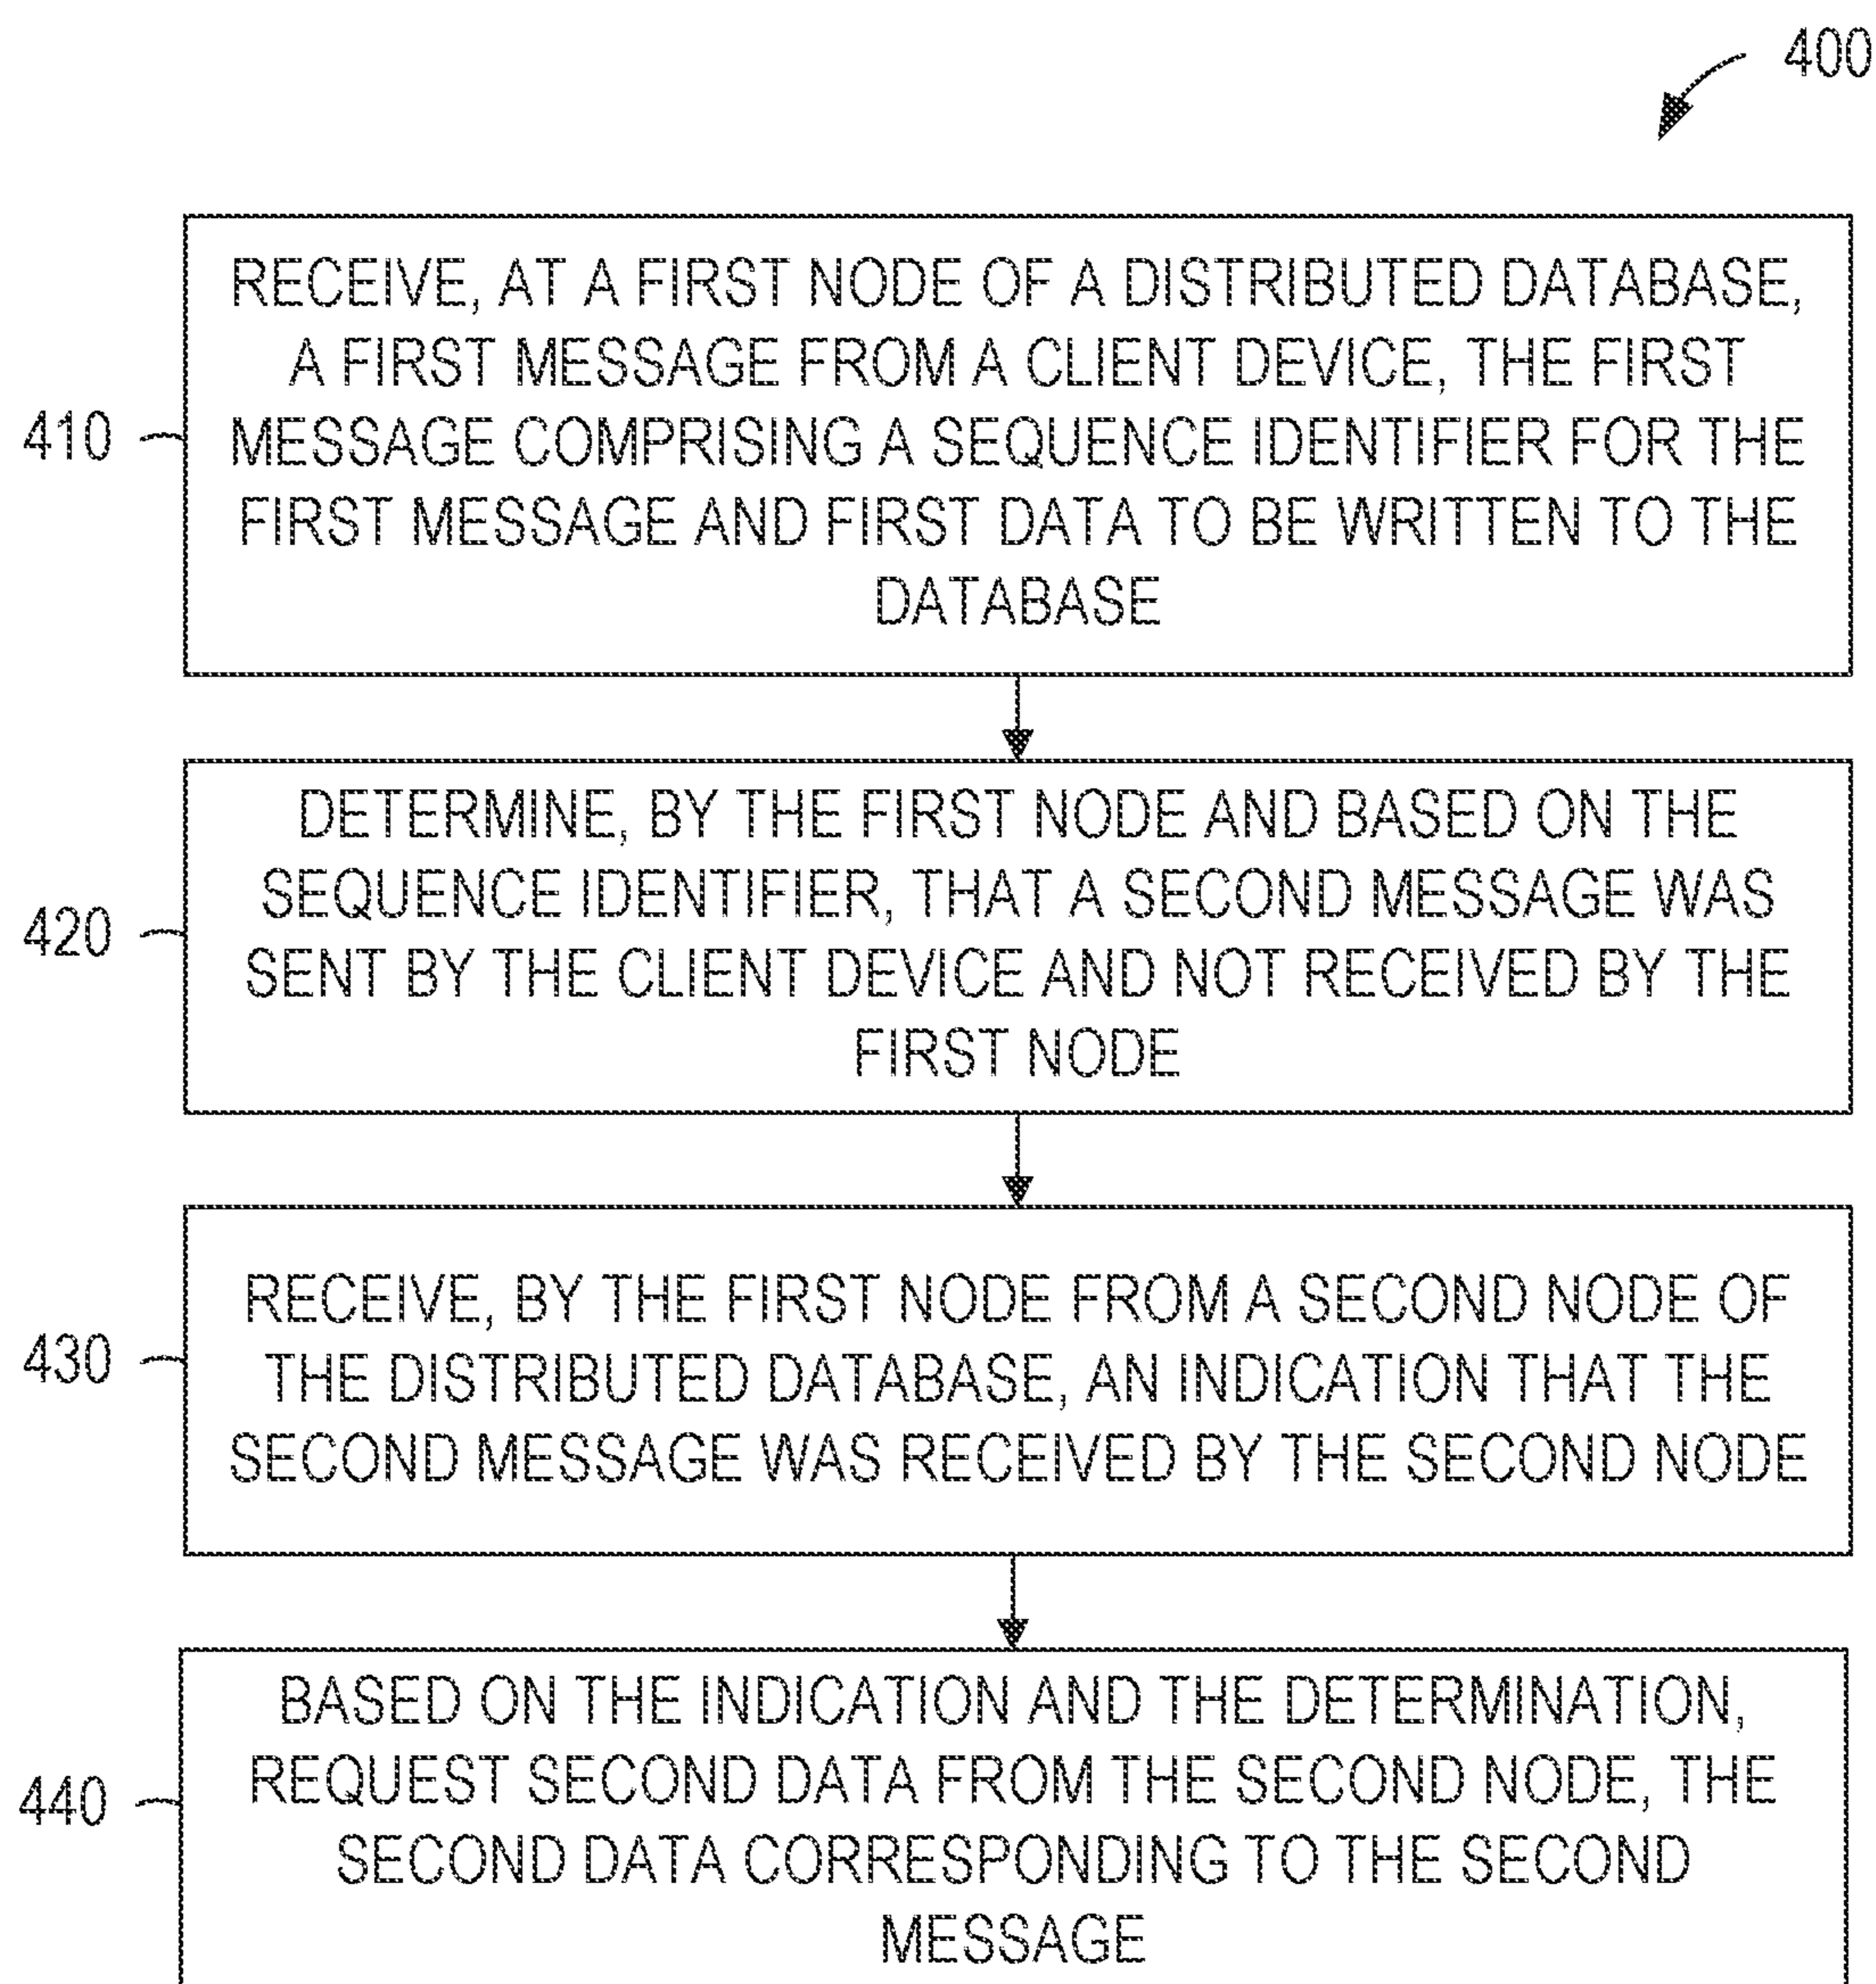 400
RECEIVE, AT A FIRST NODE OF A DISTRIBUTED DATABASE,
A FIRST MESSAGE FROM A CLIENT DEVICE, THE FIRST
410
MESSAGE COMPRISING A SEQUENCE IDENTIFIER FOR THE
FIRST MESSAGE AND FIRST DATA TO BE WRITTEN TO THE
DATABASE
DETERMINE, BY THE FIRST NODE AND BASED ON THE
SEQUENCE IDENTIFIER, THAT A SECOND MESSAGE WAS
420
SENT BY THE CLIENT DEVICE AND NOT RECEIVED BY THE
FIRST NODE
RECEIVE, BY THE FIRST NODE FROM A SECOND NODE OF
430
THE DISTRIBUTED DATABASE, AN INDICATION THAT THE
SECOND MESSAGE WAS RECEIVED BY THE SECOND NODE
BASED ON THE INDICATION AND THE DETERMINATION,
REQUEST SECOND DATA FROM THE SECOND NODE, THE
440
SECOND DATA CORRESPONDING TO THE SECOND
MESSAGE